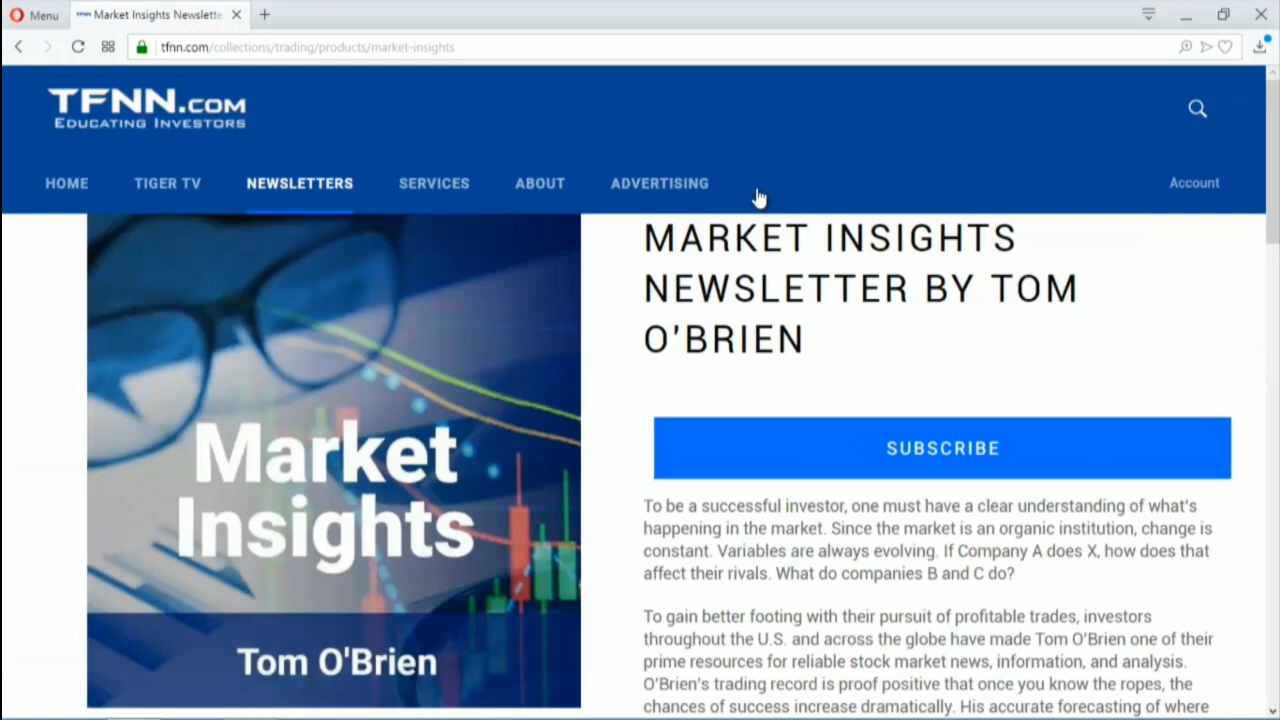 Menu
Market Insights Newslette
tfnn.com/collections/trading/products/market-insights
TFNN.COM
EDUCATING INVESTORS
HOME
TIGER TV
NEWSLETTERS
SERVICES
ABOUT
ADVERTISING
Account
Market
Insights
Tom O'Brien
MARKET INSIGHTS
NEWSLETTER BY TOM
O'BRIEN
SUBSCRIBE
To be a successful investor, one must have a clear understanding of what's
happening in the market. Since the market is an organic institution, change is
constant. Variables are always evolving. If Company A does X, how does that
affect their rivals. What do companies B and C do?
To gain better footing with their pursuit of profitable trades, investors
throughout the U.S. and across the globe have made Tom O'Brien one of their
prime resources for reliable stock market news, information, and analysis.
O'Brien's trading record is proof positive that once you know the ropes, the
chances of success increase dramatically. His accurate forecasting of where